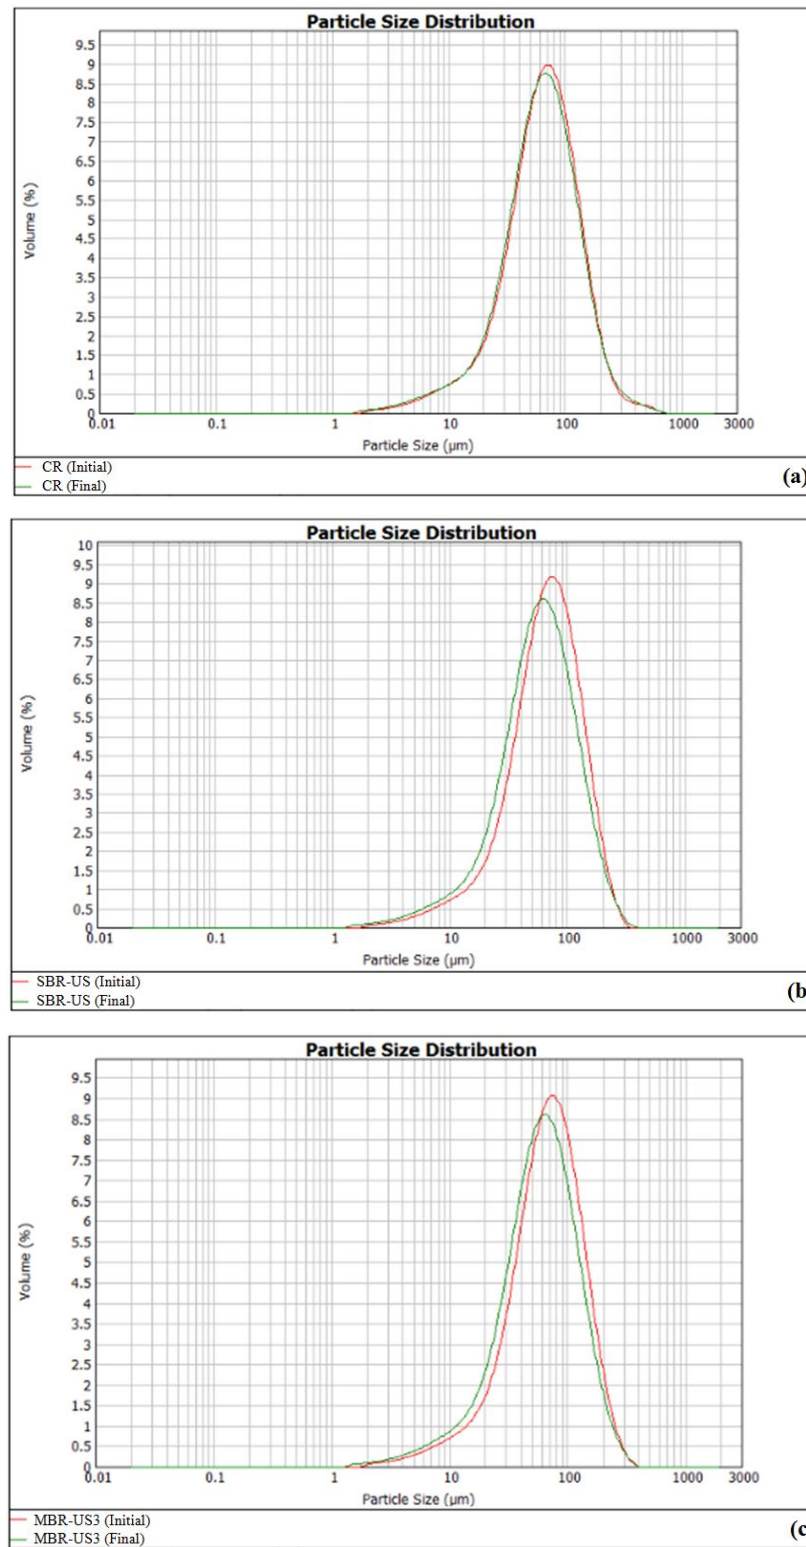 Particle Size Distribution
9.5
9
8.5
8
7.5
7
6.5
6
5.5
5
4.5
4
3.5
3
2.5
2
1.5
1
0.5
0
Volume (%)
0.01 0.1 1 10 100 1000 3000
Particle Size (µm)
CR (Initial)
CR (Final)
(a)
Particle Size Distribution
10
9.5
9
8.5
8
7.5
7
6.5
6
5.5
5
4.5
4
3.5
3
2.5
2
1.5
1
0.5
0
Volume (%)
0.01 0.1 1 10 100 1000 3000
Particle Size (µm)
SBR-US (Initial)
SBR-US (Final)
(b
Particle Size Distribution
9.5
9
8.5
8
7.5
7
6.5
6
5.5
5
4.5
4
3.5
3
2.5
2
1.5
1
0.5
0
Volume (%)
0.01 0.1 1 10 100 1000 3000
Particle Size (µm)
MBR-US3 (Initial)
MBR-US3 (Final)
(c